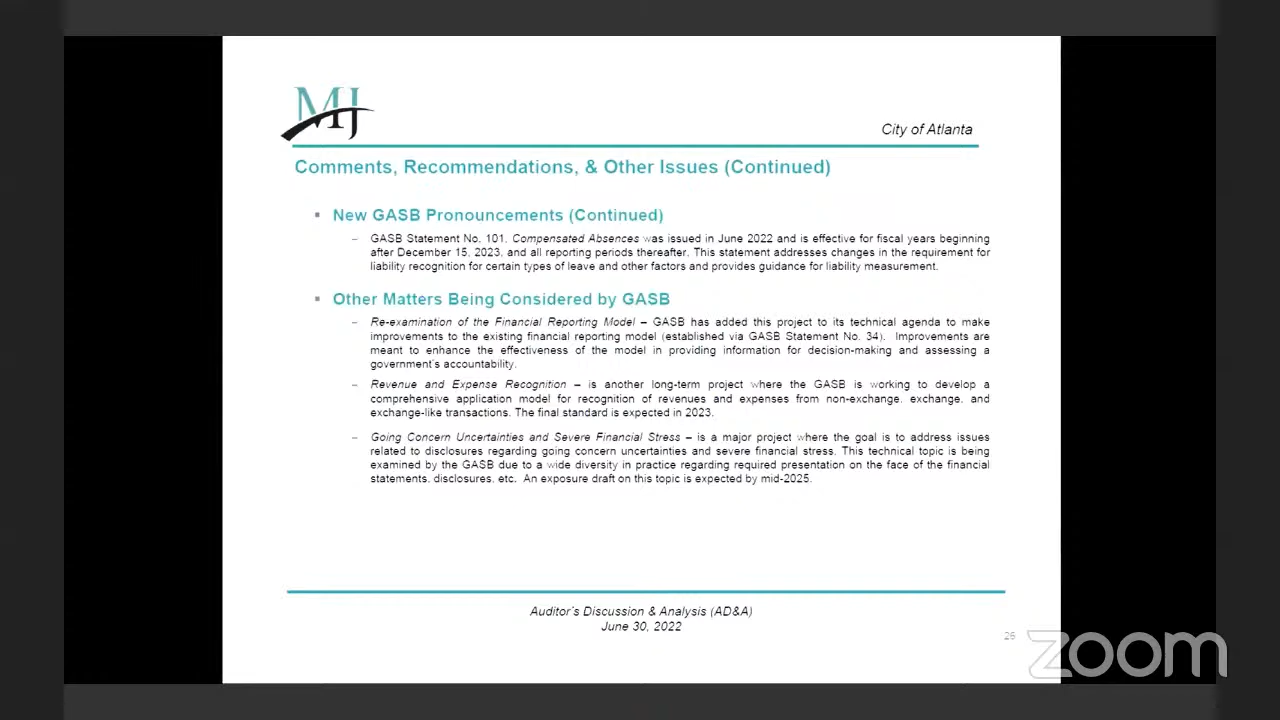 MJ
City of Atlanta
Comments, Recommendations, & Other Issues (Continued)
▪ New GASB Pronouncements (Continued)
– GASB Statement No. 101, Compensated Absences was issued in June 2022 and is effective for fiscal years beginning
after December 15, 2023, and all reporting periods thereafter. This statement addresses changes in the requirement for
liability recognition for certain types of leave and other factors and provides guidance for liability measurement.
▪ Other Matters Being Considered by GASB
– Re-examination of the Financial Reporting Model – GASB has added this project to its technical agenda to make
improvements to the existing financial reporting model (established via GASB Statement No. 34). Improvements are
meant to enhance the effectiveness of the model in providing information for decision-making and assessing a
government's accountability.
– Revenue and Expense Recognition – is another long-term project where the GASB is working to develop a
comprehensive application model for recognition of revenues and expenses from non-exchange, exchange, and
exchange-like transactions. The final standard is expected in 2023.
– Going Concern Uncertainties and Severe Financial Stress – is a major project where the goal is to address issues
related to disclosures regarding going concern uncertainties and severe financial stress. This technical topic is being
examined by the GASB due to a wide diversity in practice regarding required presentation on the face of the financial
statements, disclosures, etc. An exposure draft on this topic is expected by mid-2025.
Auditor's Discussion & Analysis (AD&A)
June 30, 2022
26
zoom